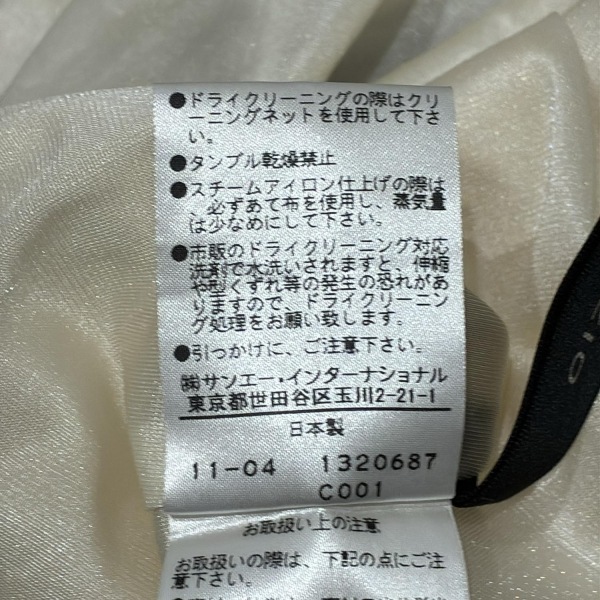 ●ドライクリーニングの際はクリ
ーニングネットを使用して下さ
い。
●タンブル乾燥禁止
●スチームアイロン仕上げの際は
、必ずあて布を使用し、蒸気量
は少なめにして下さい。
●市販のドライクリーニング対応
洗剤で水洗いされますと、伸縮
や型くずれ等の発生の恐れがあ
りますので、ドライクリーニン
グ処理をお願い致します。
●引っかけに、ご注意下さい。
㈱サンエー・インターナショナル
東京都世田谷区玉川2-21-1
日本製
11-04 1320687
C001
お取扱い上の注意
お取扱いの際は、下記の点にご注
意下さい。